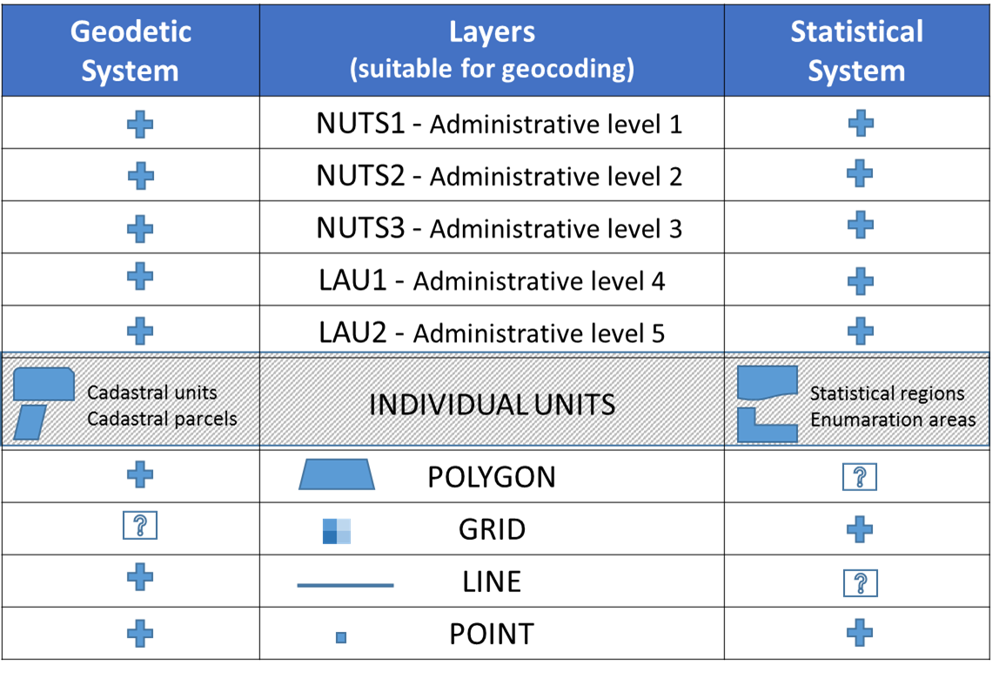 Geodetic
System
Layers
(suitable for geocoding)
Statistical
System
NUTS1 - Administrative level 1
NUTS2 - Administrative level 2
NUTS3 - Administrative level 3
LAU1 - Administrative level 4
LAU2 - Administrative level 5
Cadastral units
Cadastral parcels
INDIVIDUAL UNITS
Statistical regions
Enumaration areas
POLYGON
?
?
GRID
LINE
?
POINT